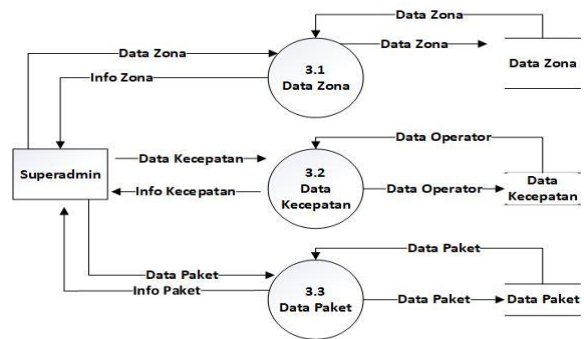 Data Zona
Data Zona
Data Zona
Info Zona
3.1
Data Zona
Data Zona
Superadmin
Data Kecepatan
Info Kecepatan
3.2
Data
Kecepatan
Data Operator
Data Operator
Data
Kecepatan
Data Paket
Info Paket
3.3
Data Paket
Data Paket
Data Paket
Data Paket